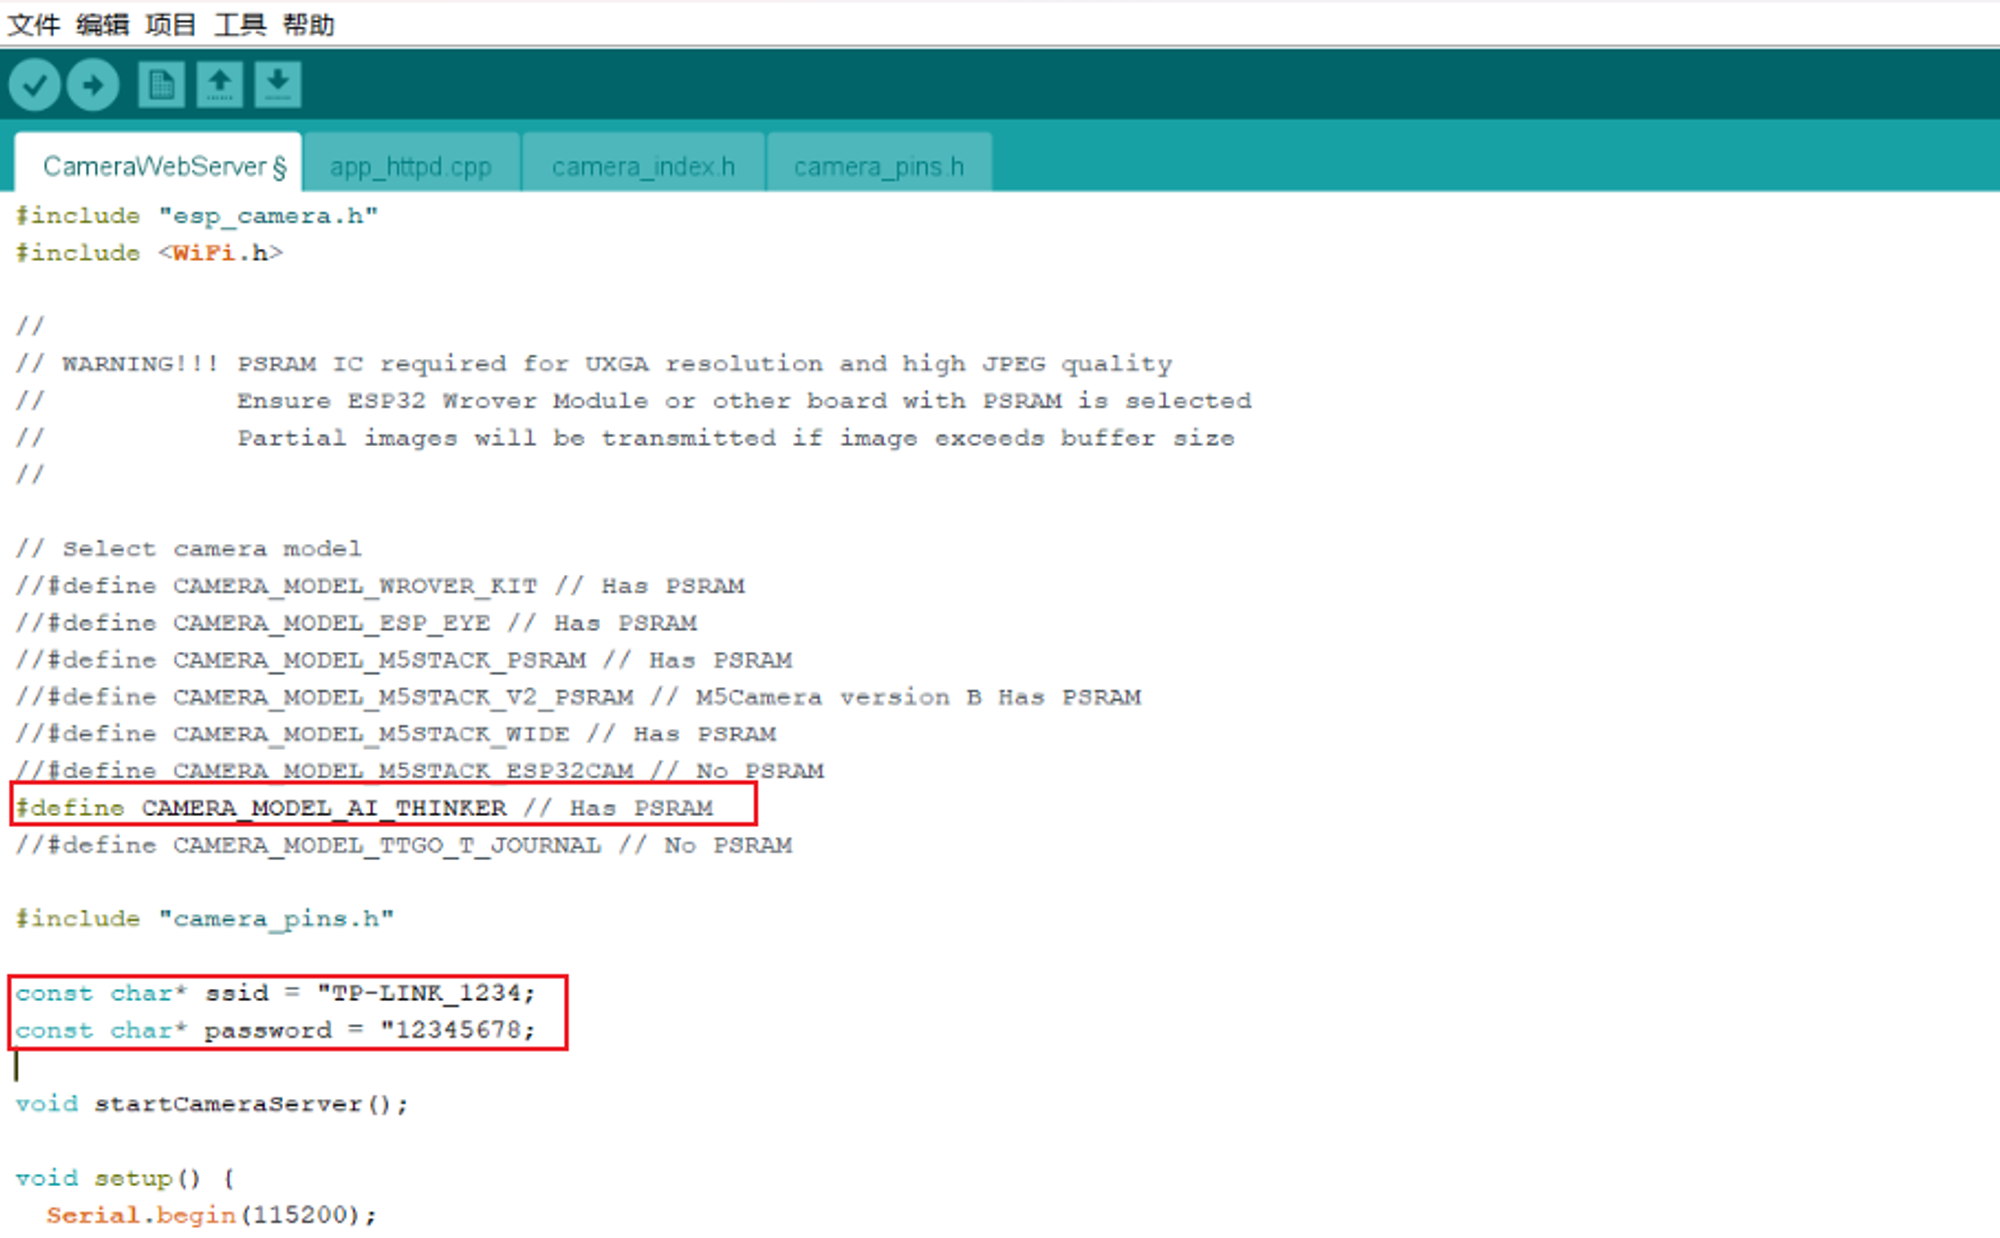 文件 编辑 项目 工具 帮助
CameraWebServer § app_httpd.cpp camera_index.h camera_pins.h
#include "esp_camera.h"
#include <WiFi.h>
//
// WARNING!!! PSRAM IC required for UXGA resolution and high JPEG quality
//            Ensure ESP32 Wrover Module or other board with PSRAM is selected
//            Partial images will be transmitted if image exceeds buffer size
//
// Select camera model
//#define CAMERA_MODEL_WROVER_KIT // Has PSRAM
//#define CAMERA_MODEL_ESP_EYE // Has PSRAM
//#define CAMERA_MODEL_M5STACK_PSRAM // Has PSRAM
//#define CAMERA_MODEL_M5STACK_V2_PSRAM // M5Camera version B Has PSRAM
//#define CAMERA_MODEL_M5STACK_WIDE // Has PSRAM
//#define CAMERA_MODEL_M5STACK_ESP32CAM // No PSRAM
#define CAMERA_MODEL_AI_THINKER // Has PSRAM
//#define CAMERA_MODEL_TTGO_T_JOURNAL // No PSRAM
#include "camera_pins.h"
const char* ssid = "TP-LINK_1234;
const char* password = "12345678;
void startCameraServer();
void setup() {
  Serial.begin(115200);